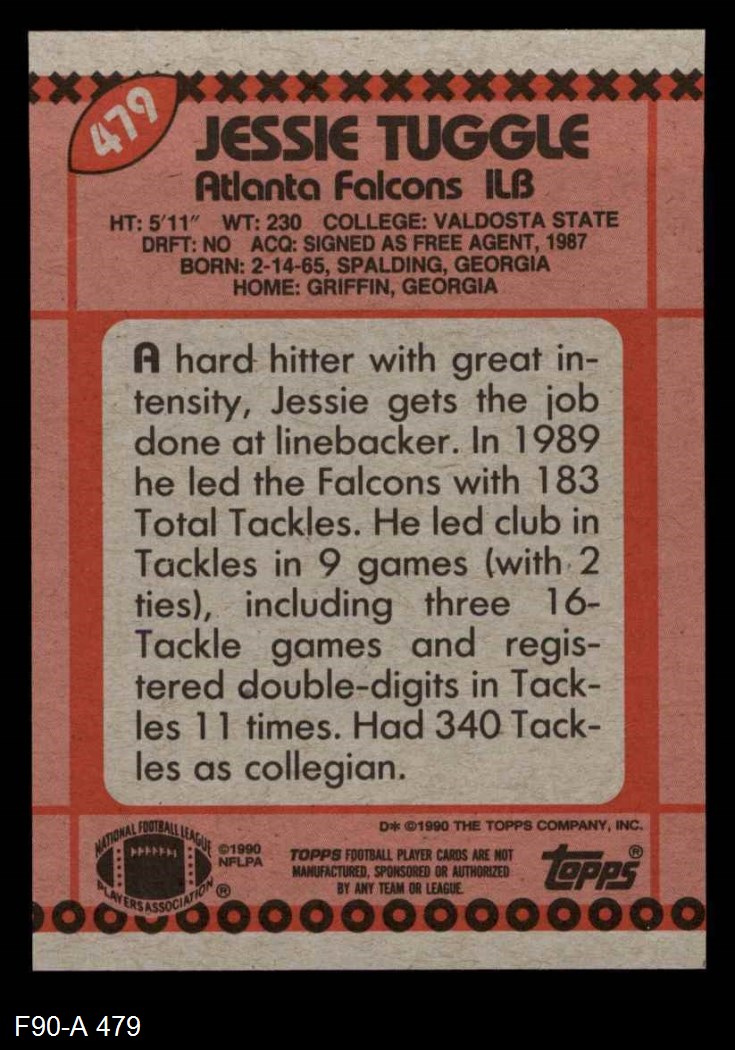 479
JESSIE TUGGLE
Atlanta Falcons ILB
HT: 5'11" WT: 230 COLLEGE: VALDOSTA STATE
DRFT: NO ACQ: SIGNED AS FREE AGENT, 1987
BORN: 2-14-65, SPALDING, GEORGIA
HOME: GRIFFIN, GEORGIA
A hard hitter with great in-
tensity, Jessie gets the job
done at linebacker. In 1989
he led the Falcons with 183
Total Tackles. He led club in
Tackles in 9 games (with 2
ties), including three 16-
Tackle games and regis-
tered double-digits in Tack-
les 11 times. Had 340 Tack-
les as collegian.
D* ©1990 THE TOPPS COMPANY, INC.
NATIONAL FOOTBALL LEAGUE
PLAYERS ASSOCIATION ®
©1990
NFLPA
TOPPS FOOTBALL PLAYER CARDS ARE NOT
MANUFACTURED, SPONSORED OR AUTHORIZED
BY ANY TEAM OR LEAGUE.
topps®
F90-A 479